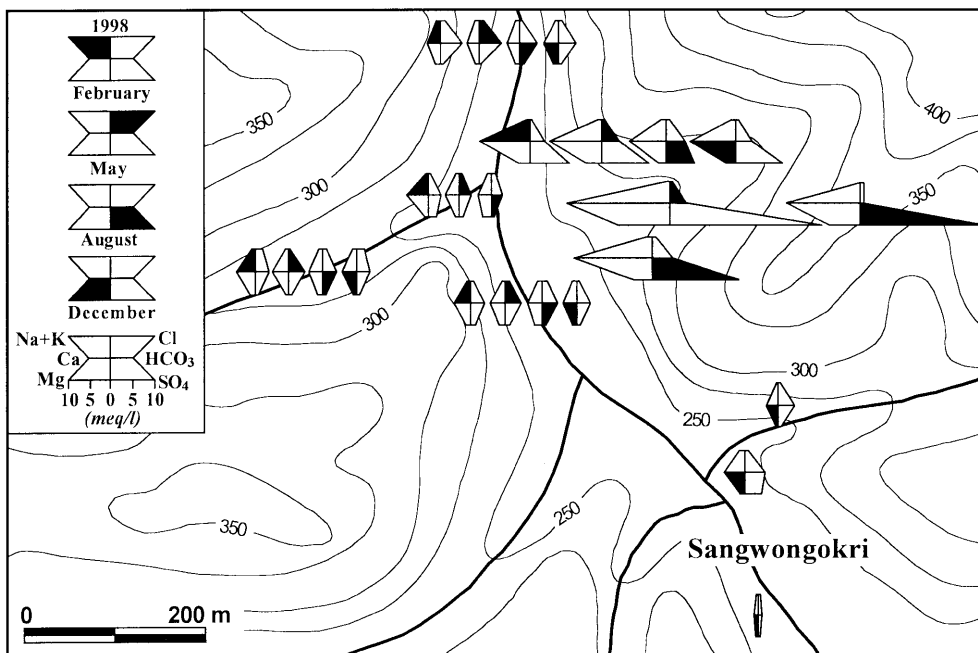 1998
February
May
August
December
Na+K Cl
Ca HCO₃
Mg SO₄
10 5 0 5 10
(meq/l)
350
300
400
350
300
300
250
350
250
Sangwongokri
0 200 m